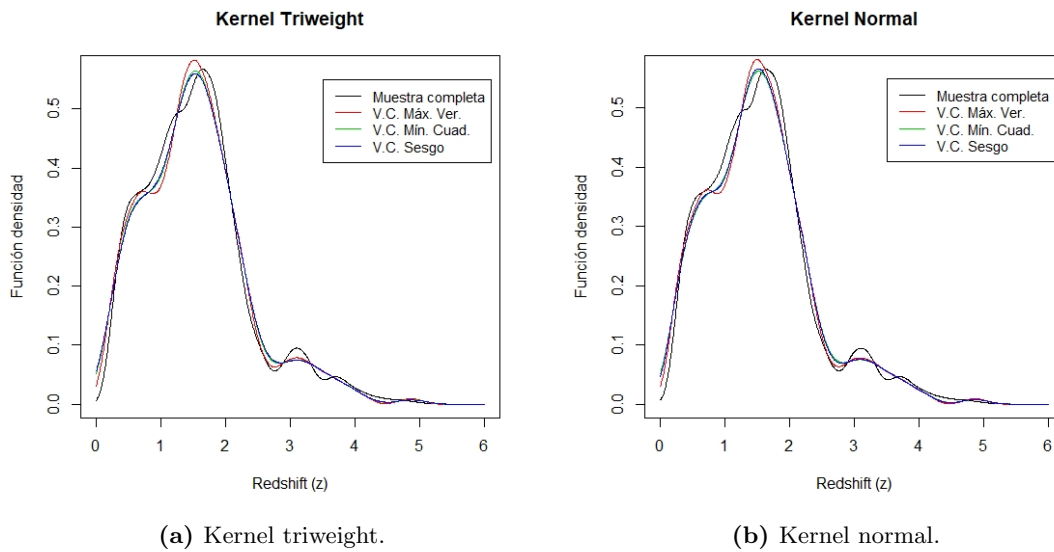 Kernel Triweight
Función densidad
0.0 0.1 0.2 0.3 0.4 0.5
Muestra completa
V.C. Máx. Ver.
V.C. Mín. Cuad.
V.C. Sesgo
0 1 2 3 4 5 6
Redshift (z)
(a) Kernel triweight.
Kernel Normal
Función densidad
0.0 0.1 0.2 0.3 0.4 0.5
Muestra completa
V.C. Máx. Ver.
V.C. Mín. Cuad.
V.C. Sesgo
0 1 2 3 4 5 6
Redshift (z)
(b) Kernel normal.